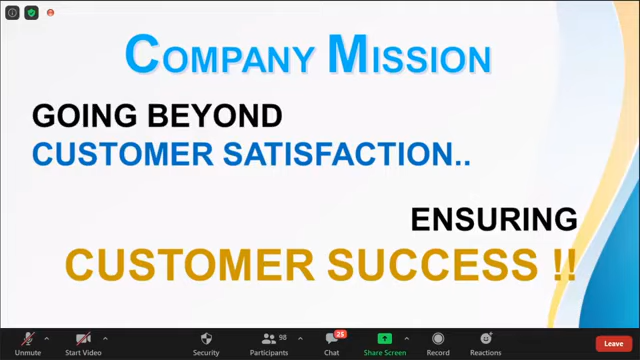 COMPANY MISSION
GOING BEYOND
CUSTOMER SATISFACTION..
ENSURING
CUSTOMER SUCCESS !!
98
25
Unmute
Start Video
Security
Participants
Chat
Share Screen
Record
Reactions
Leave